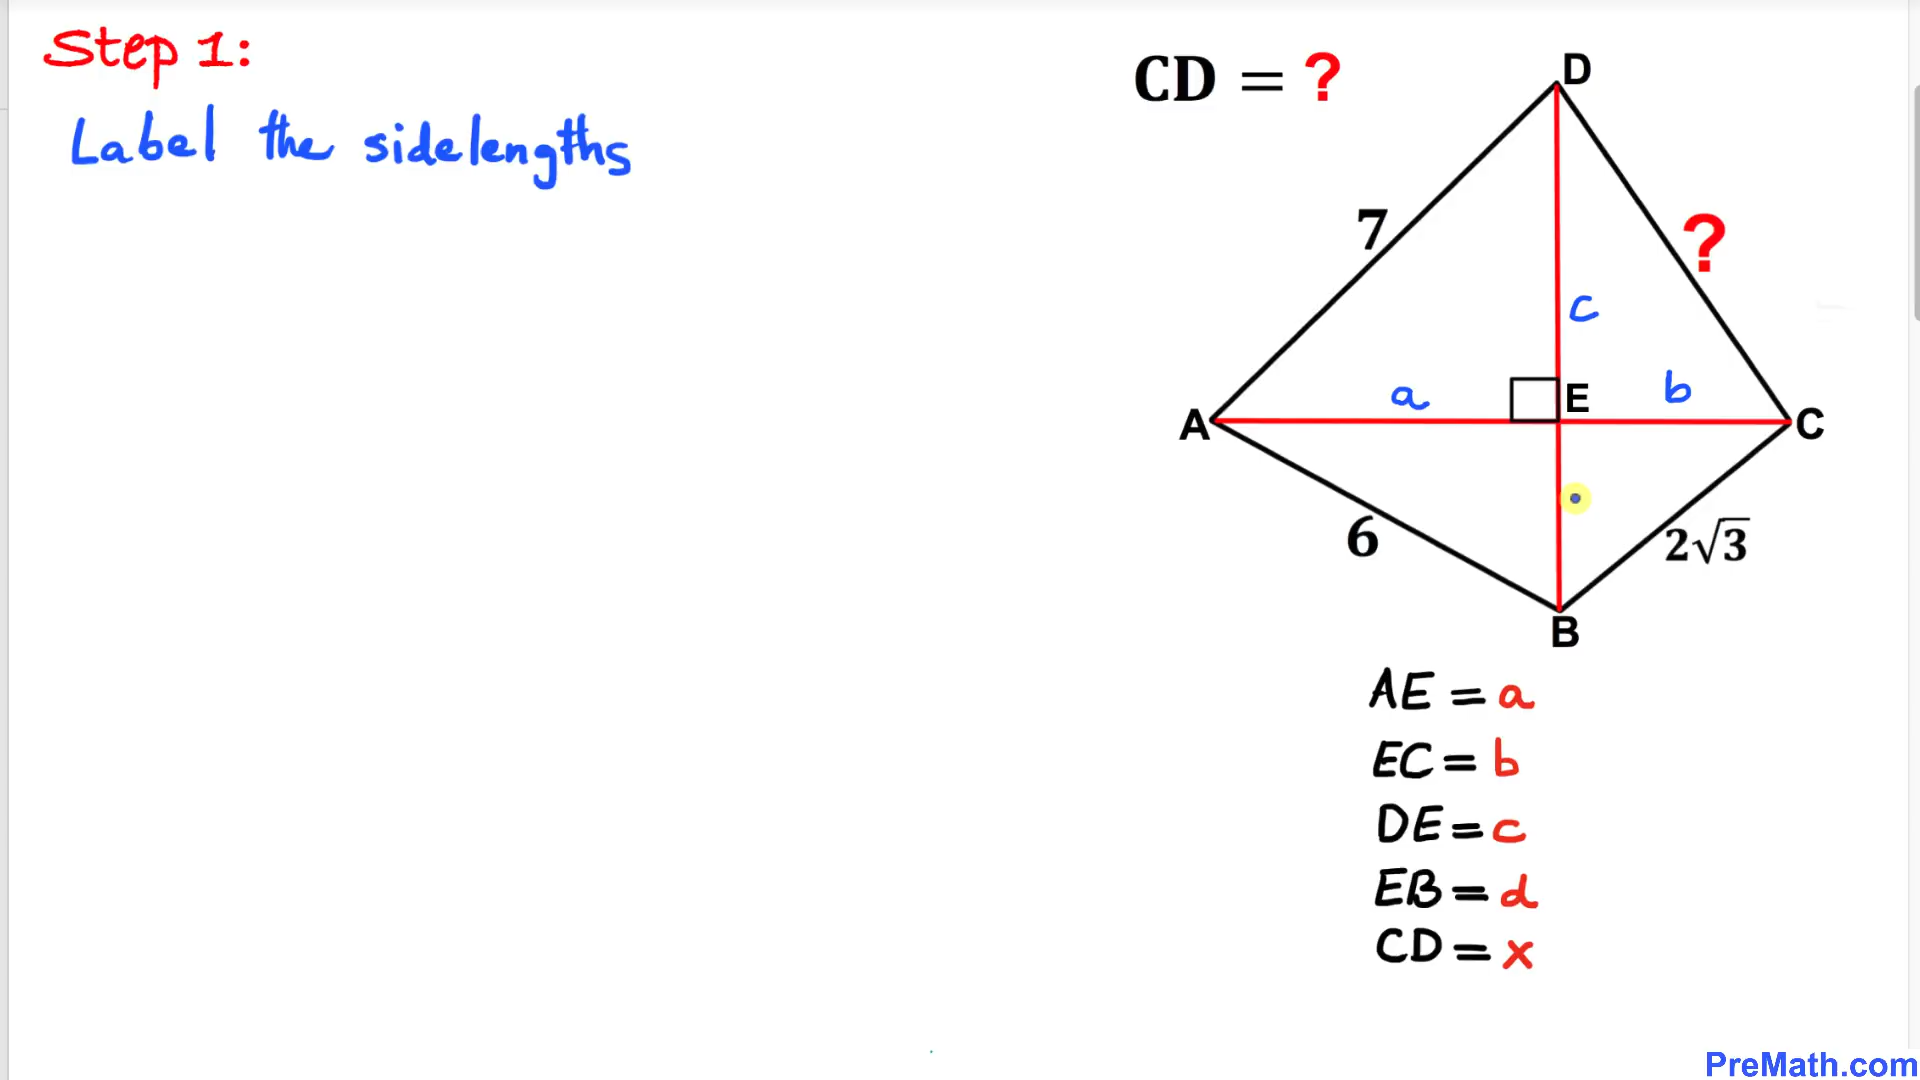 Step 1:
Label the sidelengths
CD = ?
D
7
?
c
a
E
b
A
C
6
2√3
B
AE = a
EC = b
DE = c
EB = d
CD = x
PreMath.com